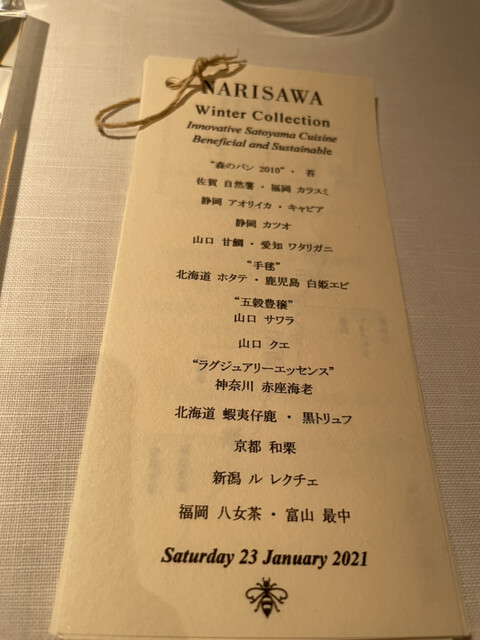 NARISAWA
Winter Collection
Innovative Satoyama Cuisine
Beneficial and Sustainable
“森のパン 2010”・ 苔
佐賀 自然薯 ・ 福岡 カラスミ
静岡 アオリイカ ・ キャビア
静岡 カツオ
山口 甘鯛 ・ 愛知 ワタリガニ
“手毬”
北海道 ホタテ ・ 鹿児島 白姫エビ
“五穀豊穣”
山口 サワラ
山口 クエ
“ラグジュアリーエッセンス”
神奈川 赤座海老
北海道 蝦夷仔鹿 ・ 黒トリュフ
京都 和栗
新潟 ル レクチェ
福岡 八女茶 ・ 富山 最中
Saturday 23 January 2021